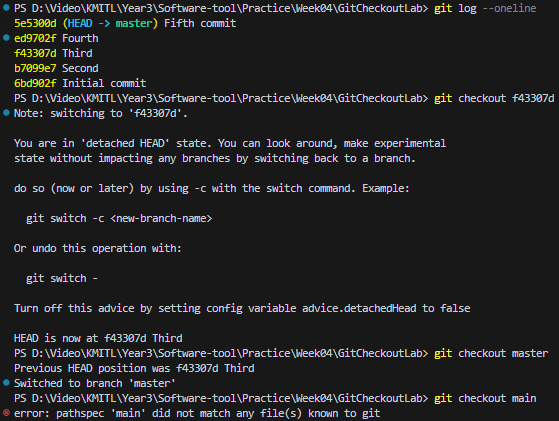 PS D:\Video\KMITL\Year3\Software-tool\Practice\Week04\GitCheckoutLab> git log --oneline
5e5300d (HEAD -> master) Fifth commit
ed9702f Fourth
f43307d Third
b7099e7 Second
6bd902f Initial commit
PS D:\Video\KMITL\Year3\Software-tool\Practice\Week04\GitCheckoutLab> git checkout f43307d
Note: switching to 'f43307d'.
You are in 'detached HEAD' state. You can look around, make experimental
state without impacting any branches by switching back to a branch.
do so (now or later) by using -c with the switch command. Example:
git switch -c <new-branch-name>
Or undo this operation with:
git switch -
Turn off this advice by setting config variable advice.detachedHead to false
HEAD is now at f43307d Third
PS D:\Video\KMITL\Year3\Software-tool\Practice\Week04\GitCheckoutLab> git checkout master
Previous HEAD position was f43307d Third
Switched to branch 'master'
PS D:\Video\KMITL\Year3\Software-tool\Practice\Week04\GitCheckoutLab> git checkout main
error: pathspec 'main' did not match any file(s) known to git